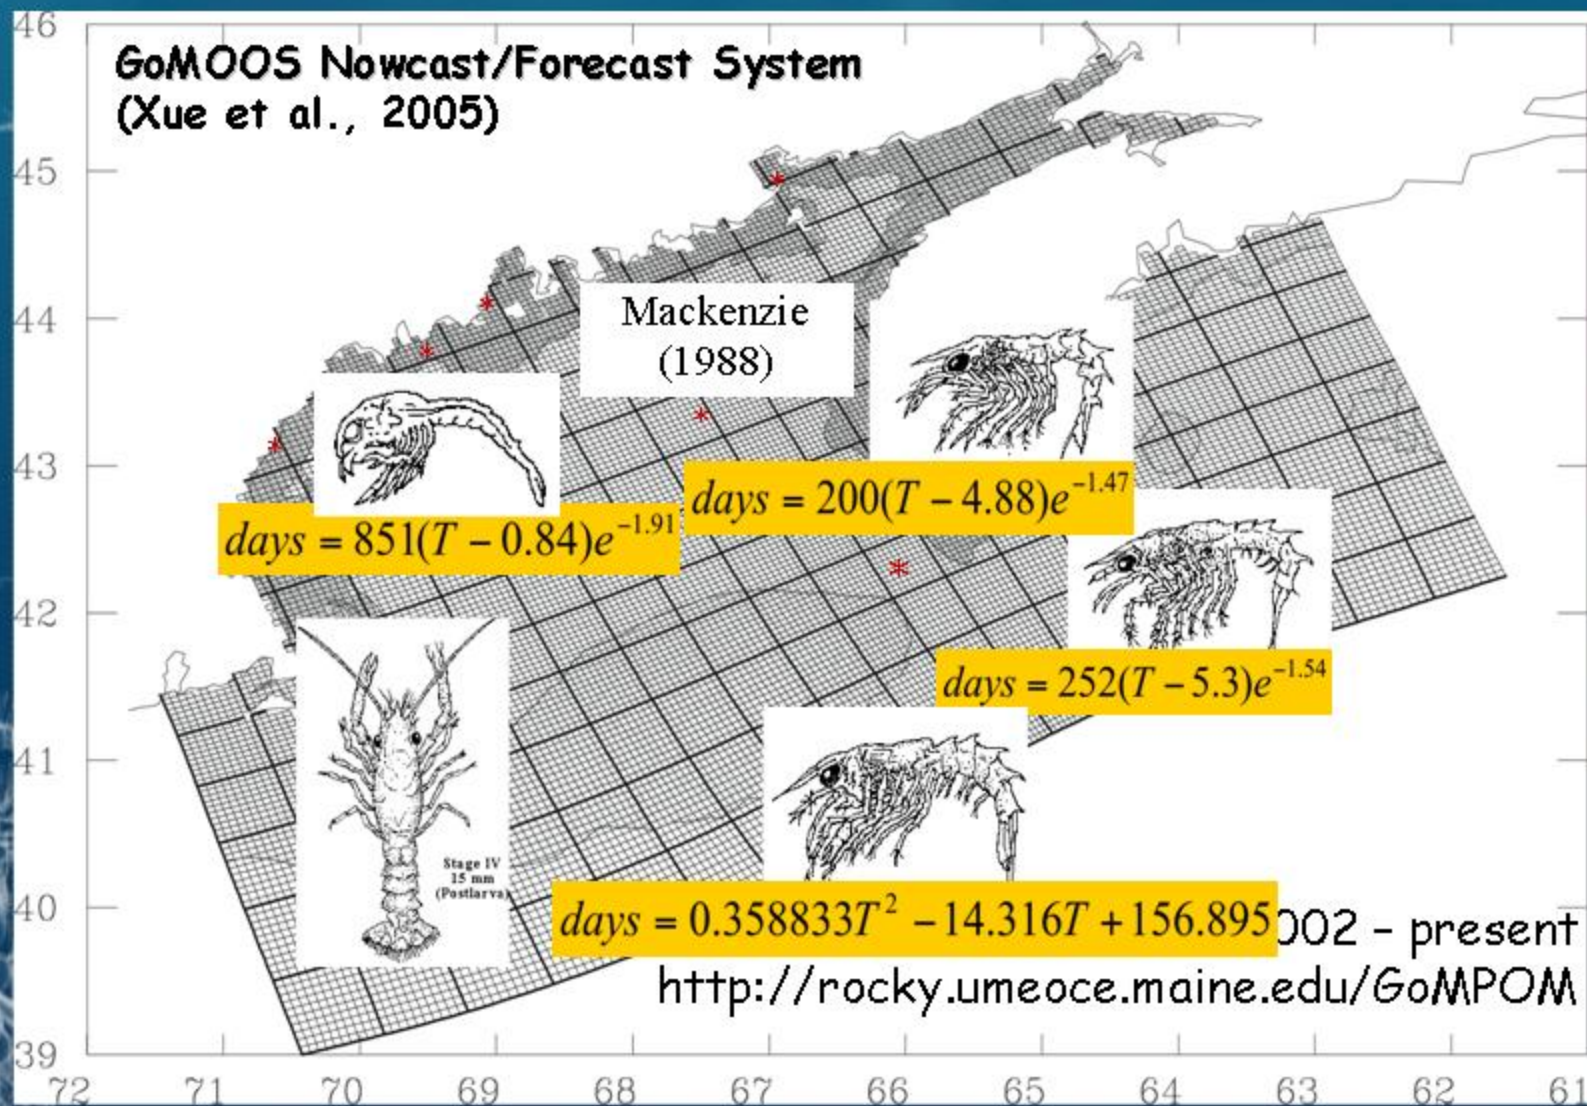 GoMOOS Nowcast/Forecast System
(Xue et al., 2005)
46
45
44
43
42
41
40
39
Mackenzie
(1988)
days = 851(T − 0.84)e^−1.91
days = 200(T − 4.88)e^−1.47
days = 252(T − 5.3)e^−1.54
Stage IV
15 mm
(Postlarva)
days = 0.358833T² − 14.316T + 156.895
002 – present
http://rocky.umeoce.maine.edu/GoMPOM
72 71 70 69 68 67 66 65 64 63 62 61